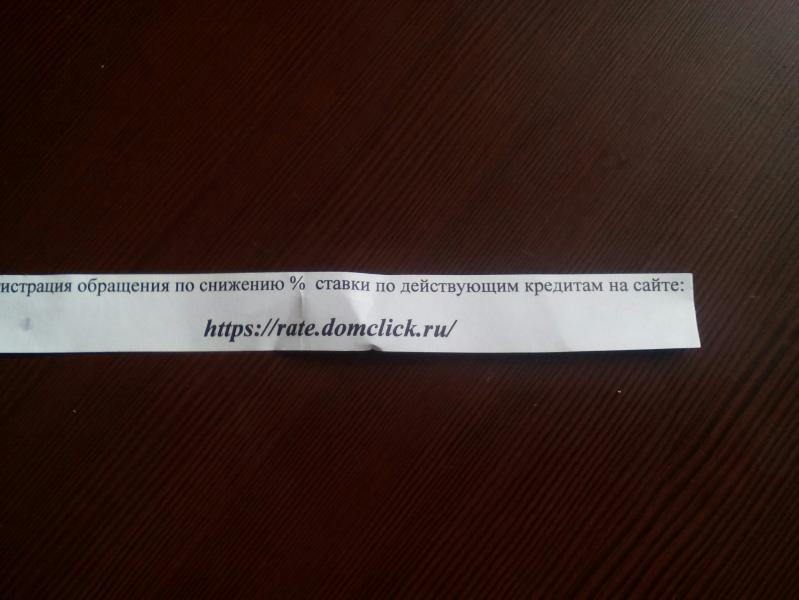 истрация обращения по снижению % ставки по действующим кредитам на сайте:
https://rate.domclick.ru/